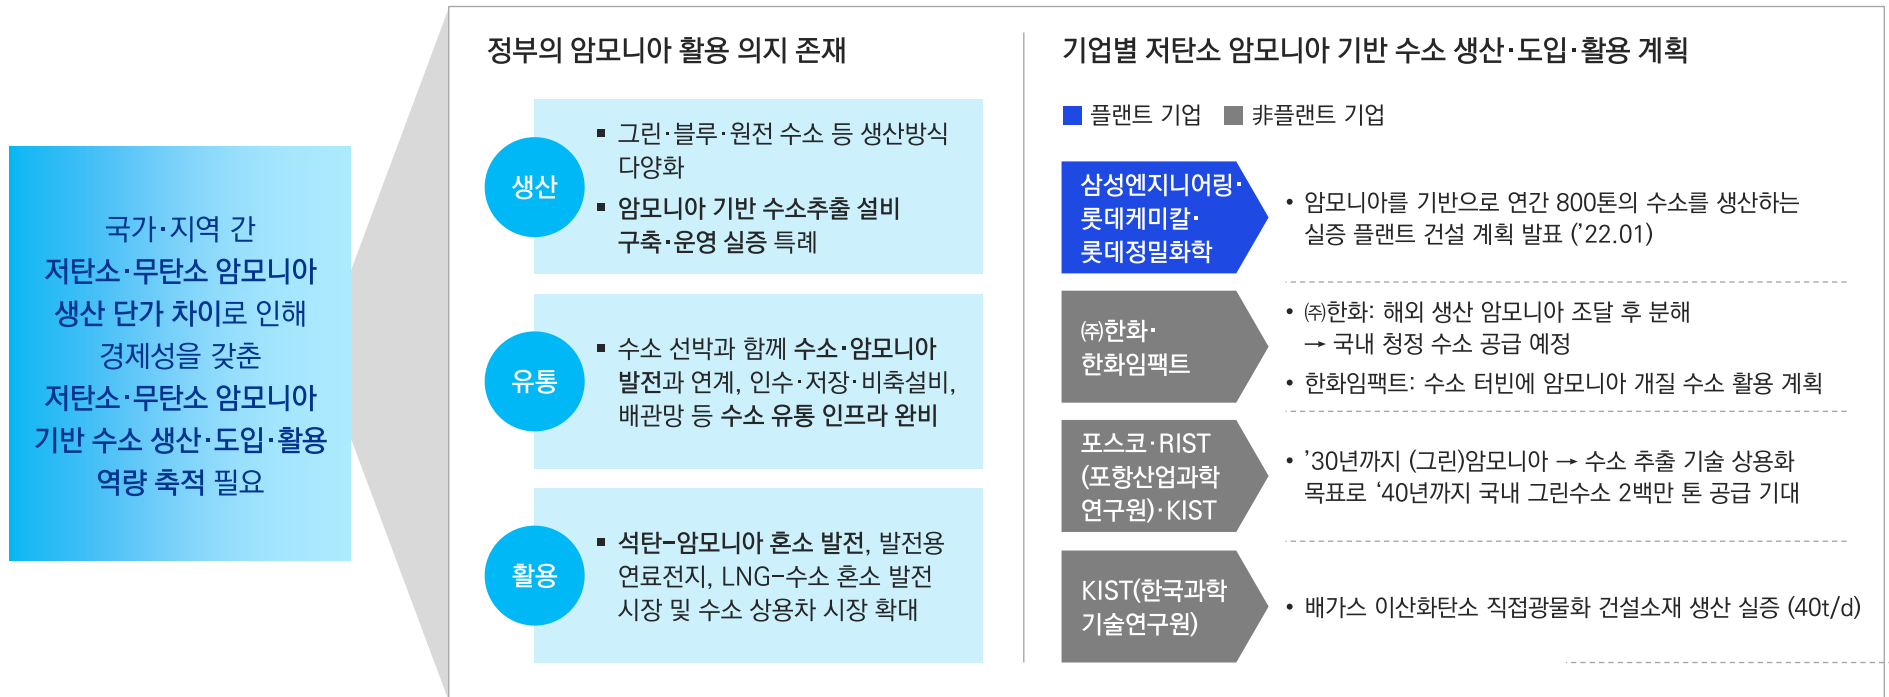 국가·지역 간
저탄소·무탄소 암모니아
생산 단가 차이로 인해
경제성을 갖춘
저탄소·무탄소 암모니아
기반 수소 생산·도입·활용
역량 축적 필요
정부의 암모니아 활용 의지 존재
생산
▪ 그린·블루·원전 수소 등 생산방식
다양화
▪ 암모니아 기반 수소추출 설비
구축·운영 실증 특례
유통
▪ 수소 선박과 함께 수소·암모니아
발전과 연계, 인수·저장·비축설비,
배관망 등 수소 유통 인프라 완비
활용
▪ 석탄-암모니아 혼소 발전, 발전용
연료전지, LNG-수소 혼소 발전
시장 및 수소 상용차 시장 확대
기업별 저탄소 암모니아 기반 수소 생산·도입·활용 계획
플랜트 기업 非플랜트 기업
삼성엔지니어링·
롯데케미칼·
롯데정밀화학
• 암모니아를 기반으로 연간 800톤의 수소를 생산하는
실증 플랜트 건설 계획 발표 (’22.01)
㈜한화·
한화임팩트
• ㈜한화: 해외 생산 암모니아 조달 후 분해
→ 국내 청정 수소 공급 예정
• 한화임팩트: 수소 터빈에 암모니아 개질 수소 활용 계획
포스코·RIST
(포항산업과학
연구원)·KIST
• ’30년까지 (그린)암모니아 → 수소 추출 기술 상용화
목표로 ‘40년까지 국내 그린수소 2백만 톤 공급 기대
KIST(한국과학
기술연구원)
• 배가스 이산화탄소 직접광물화 건설소재 생산 실증 (40t/d)